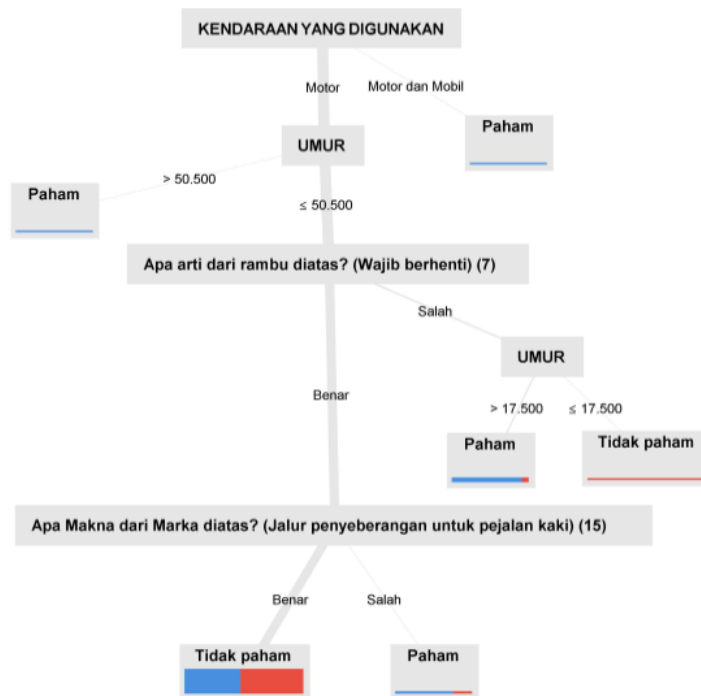 KENDARAAN YANG DIGUNAKAN
Motor
Motor dan Mobil
Paham
UMUR
> 50.500
Paham
≤ 50.500
Apa arti dari rambu diatas? (Wajib berhenti) (7)
Salah
UMUR
Benar
> 17.500
≤ 17.500
Paham
Tidak paham
Apa Makna dari Marka diatas? (Jalur penyeberangan untuk pejalan kaki) (15)
Benar
Salah
Tidak paham
Paham